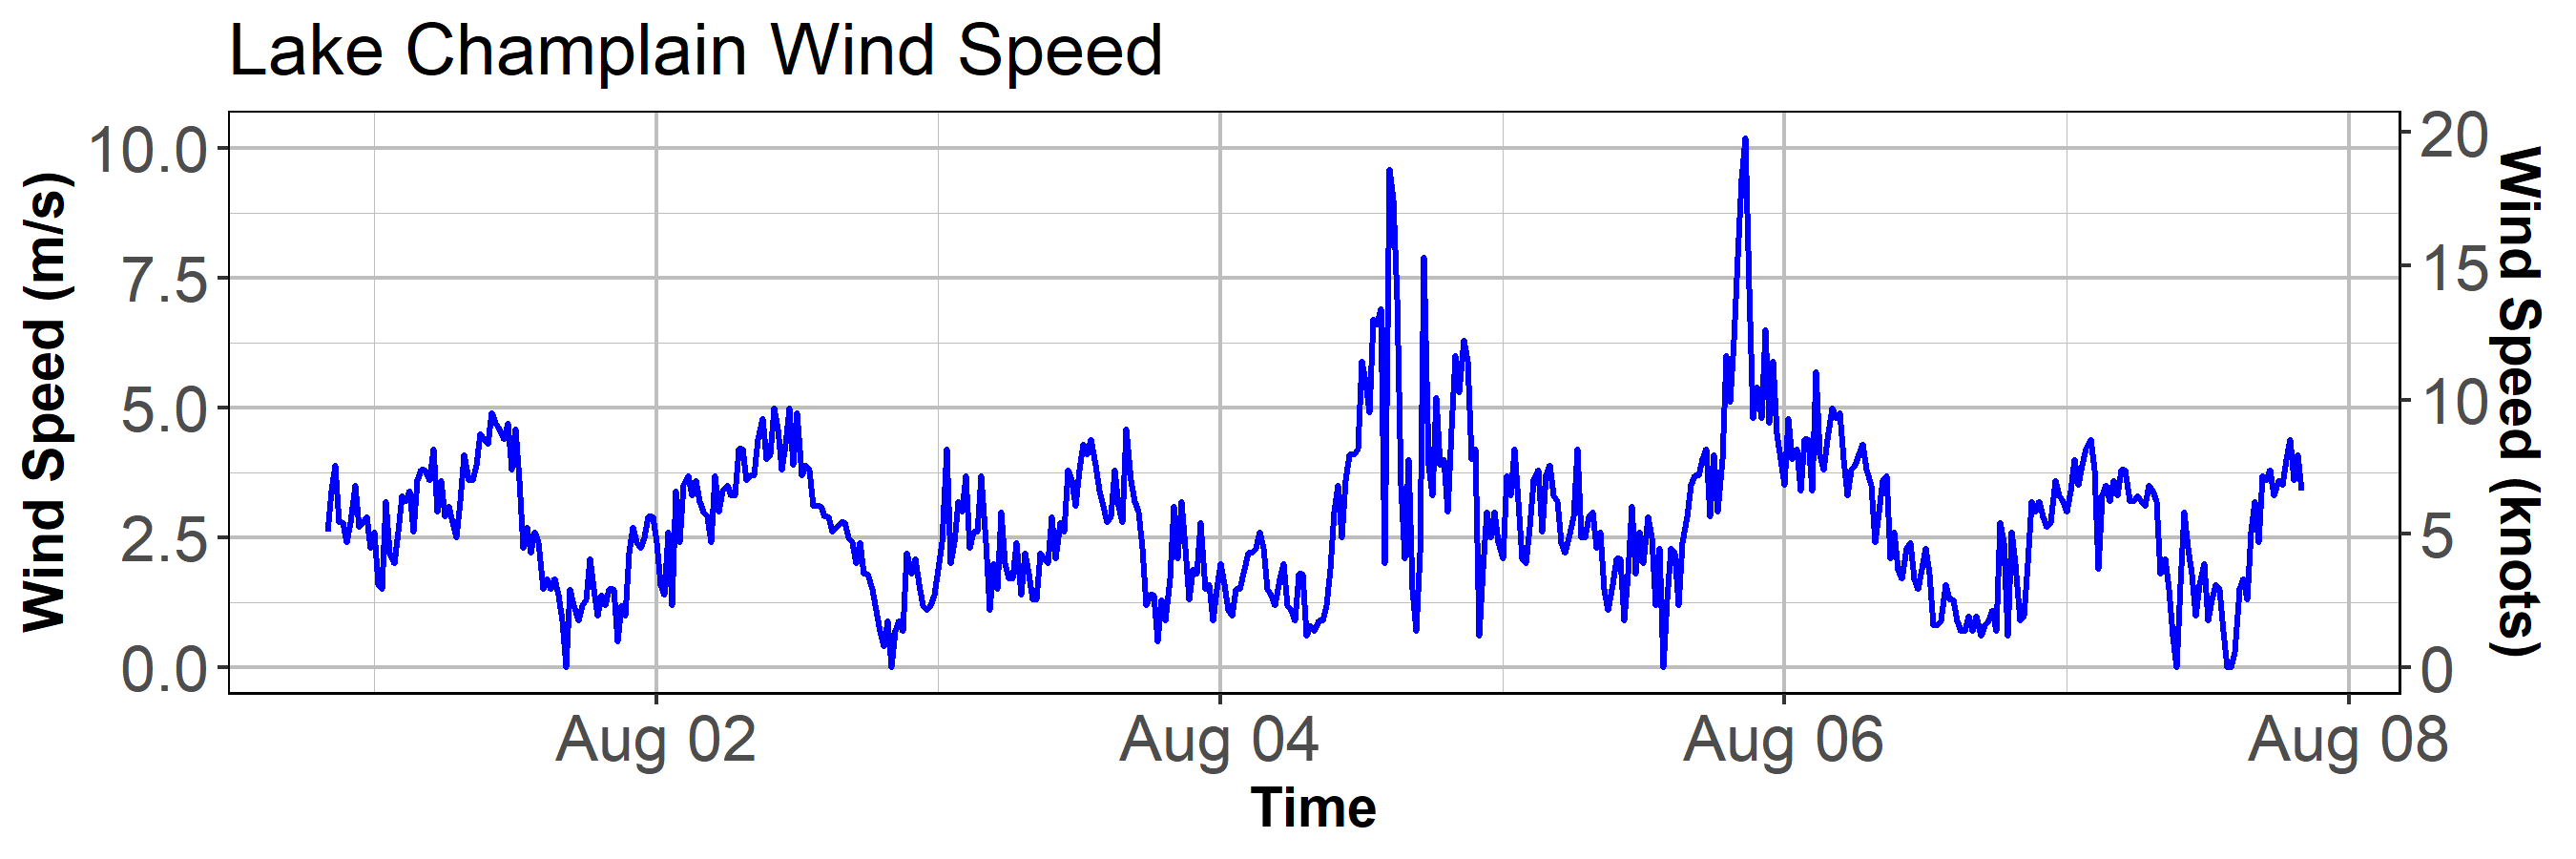 Lake Champlain Wind Speed
Wind Speed (m/s)
10.0
7.5
5.0
2.5
0.0
20
15
10
5
0
Wind Speed (knots)
Aug 02 Aug 04 Aug 06 Aug 08
Time